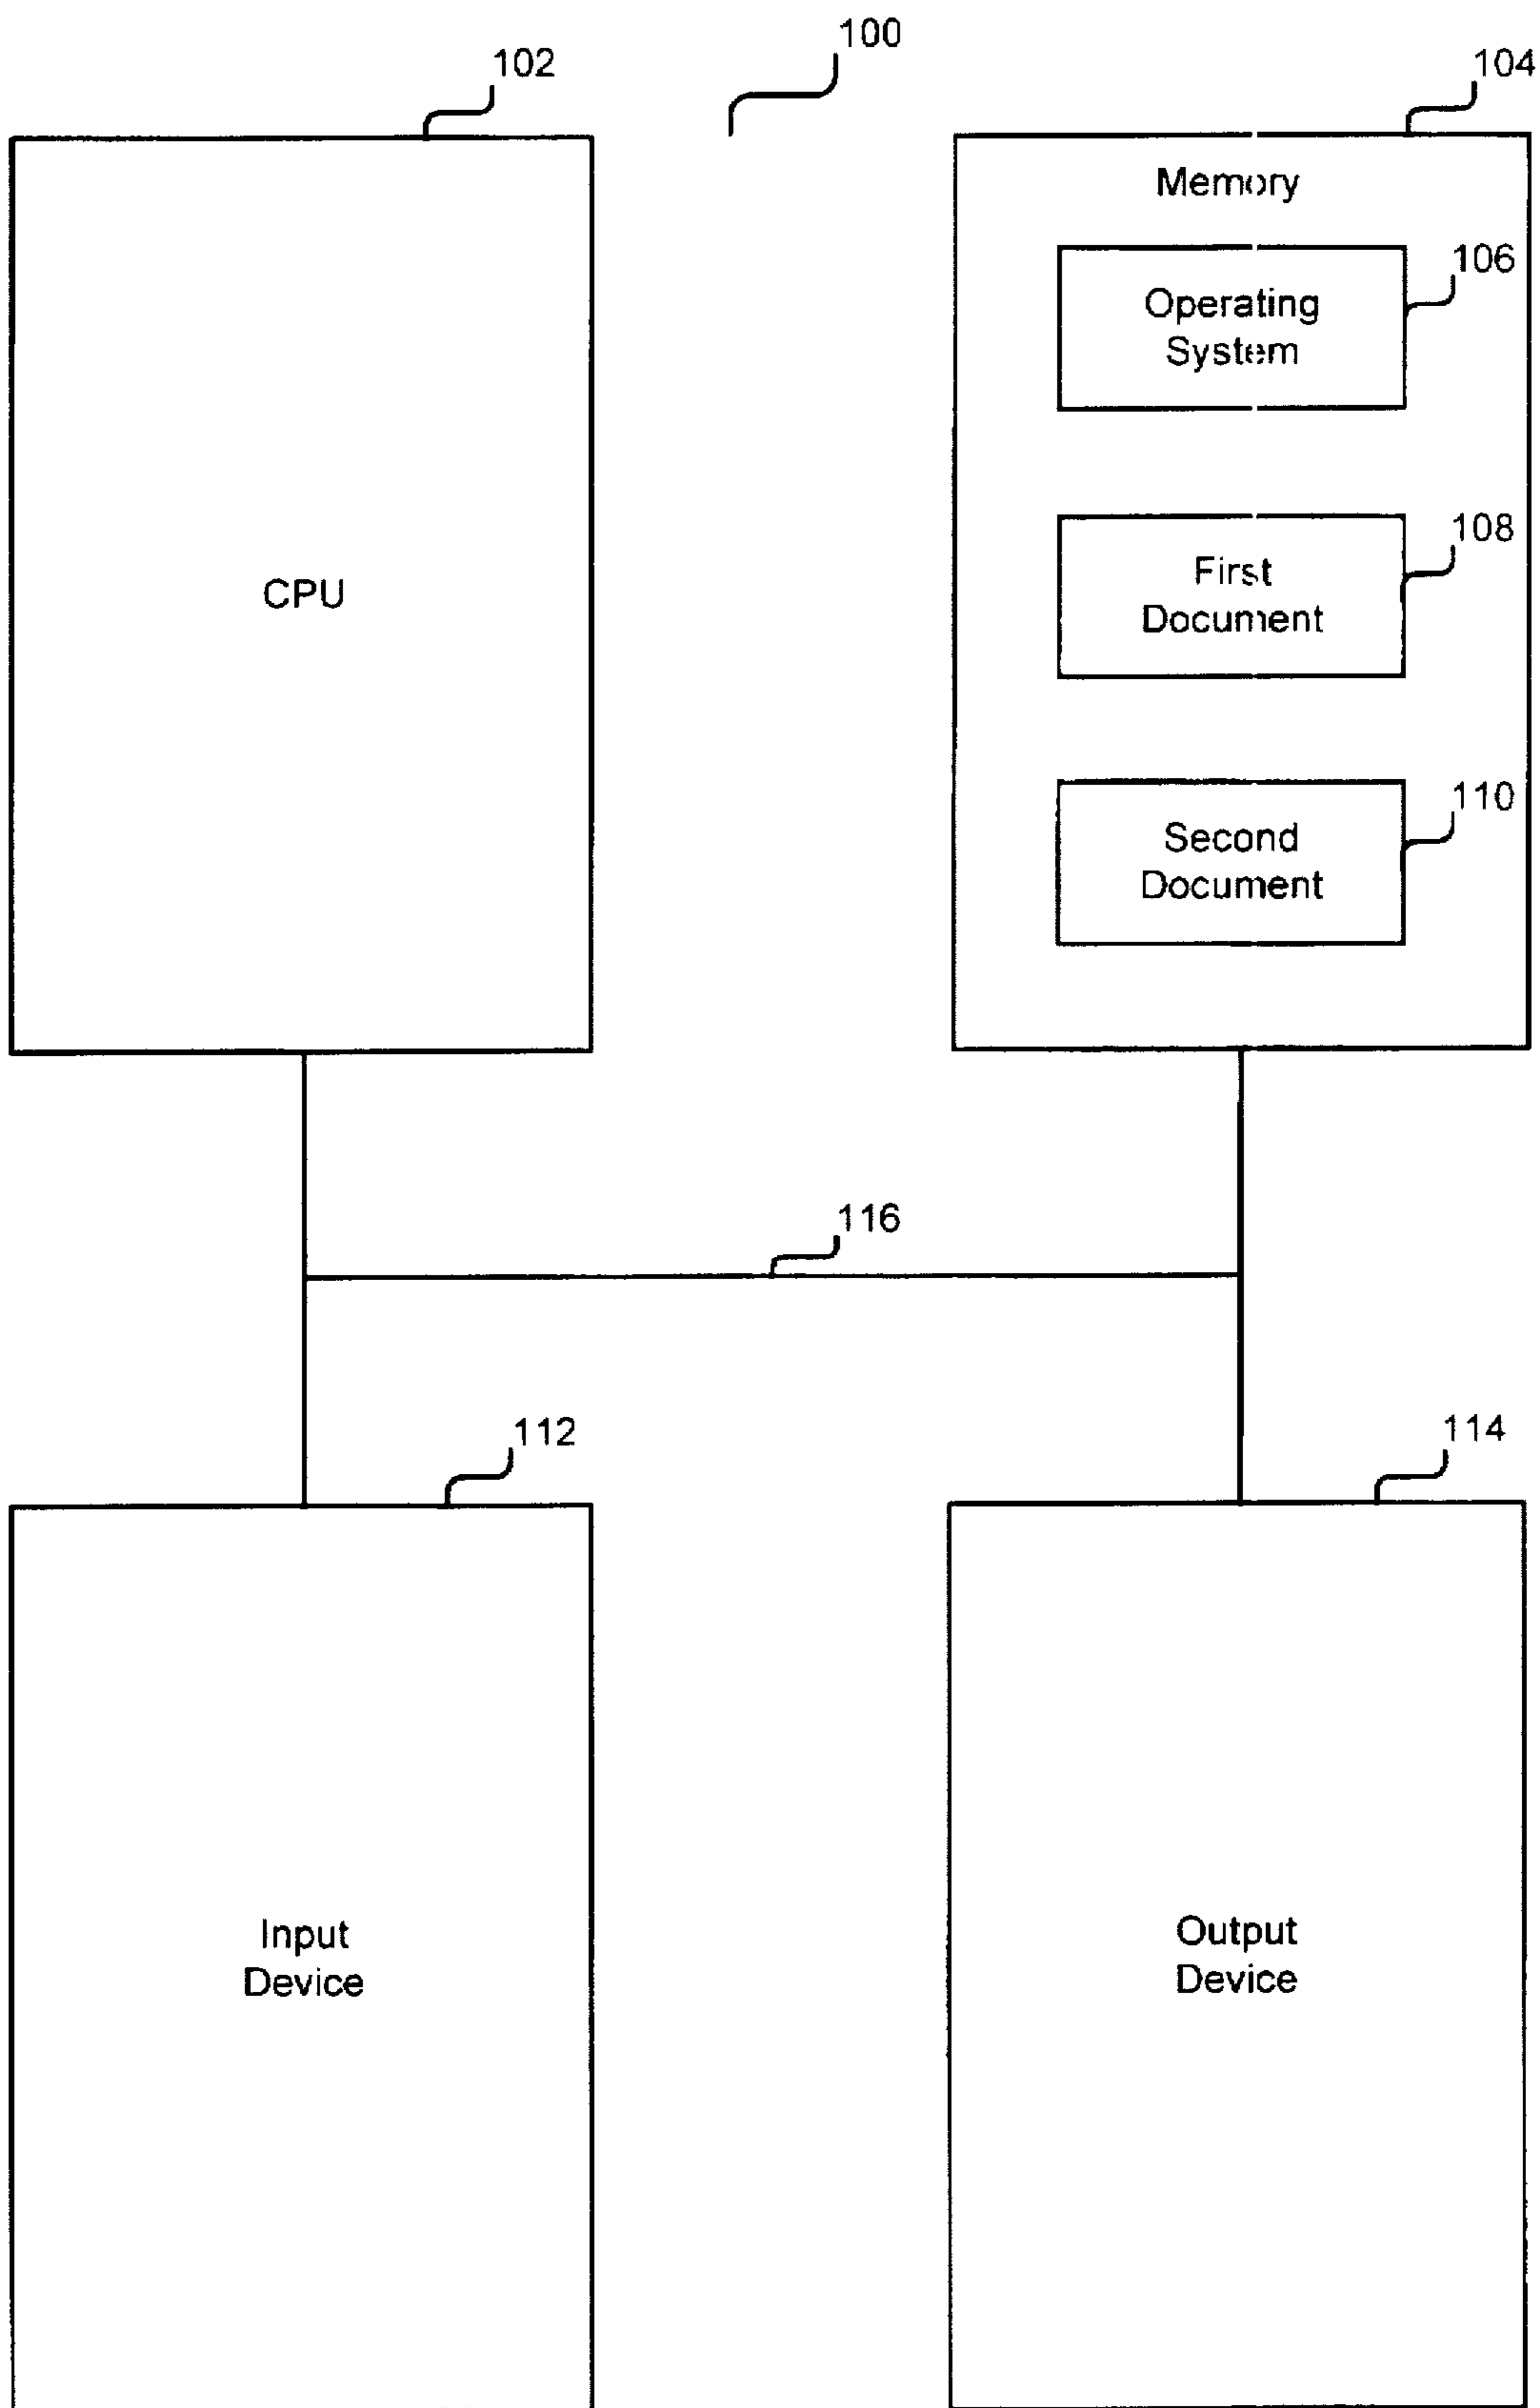 100
102
104
Memory
106
Operating
System
108
First
Document
CPU
110
Second
Document
116
112
114
Input
Device
Output
Device